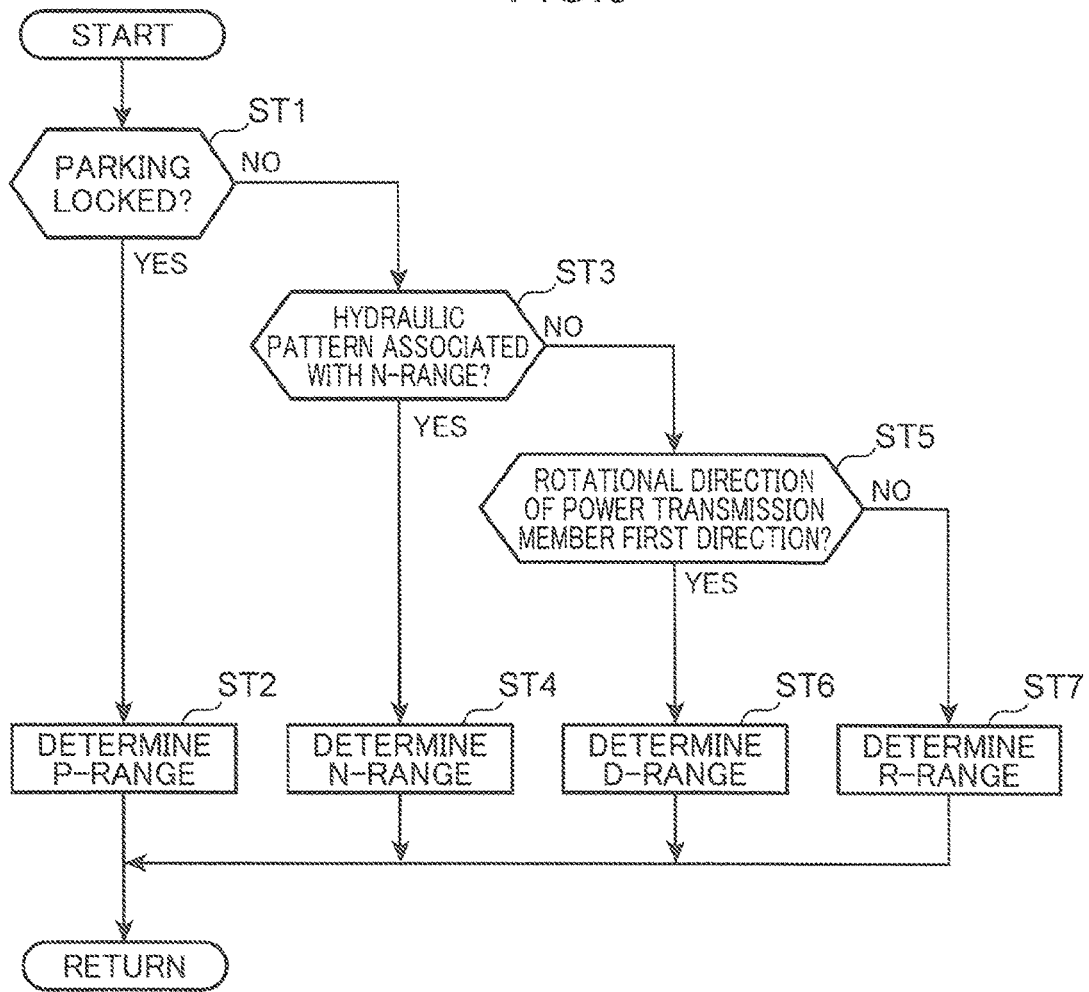 START
ST1
PARKING
LOCKED?
NO
YES
ST3
HYDRAULIC
PATTERN ASSOCIATED
WITH N-RANGE?
NO
YES
ST5
ROTATIONAL DIRECTION
OF POWER TRANSMISSION
MEMBER FIRST DIRECTION?
NO
YES
ST2
DETERMINE
P-RANGE
ST4
DETERMINE
N-RANGE
ST6
DETERMINE
D-RANGE
ST7
DETERMINE
R-RANGE
RETURN